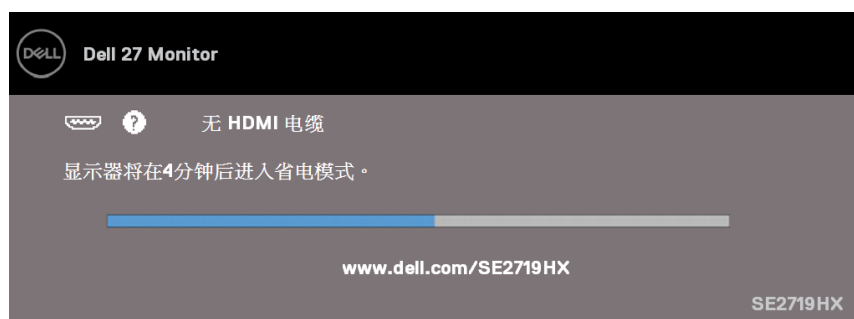 DELL
Dell 27 Monitor
? 无 HDMI 电缆
显示器将在4分钟后进入省电模式。
www.dell.com/SE2719HX
SE2719HX